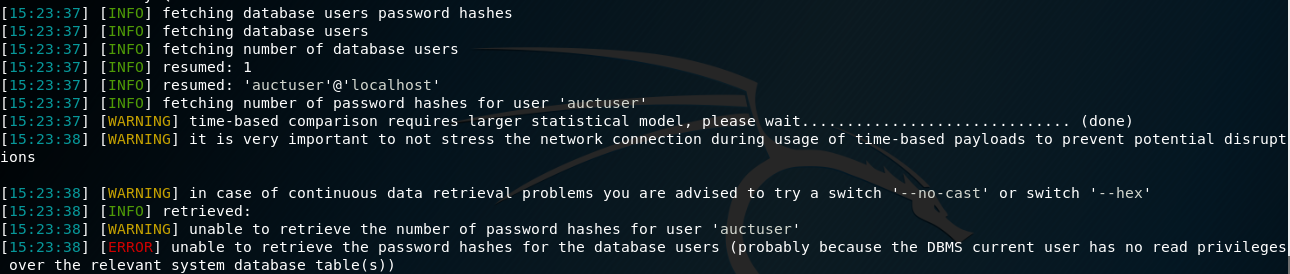 [15:23:37] [INFO] fetching database users password hashes
[15:23:37] [INFO] fetching database users
[15:23:37] [INFO] fetching number of database users
[15:23:37] [INFO] resumed: 1
[15:23:37] [INFO] resumed: 'auctuser'@'localhost'
[15:23:37] [INFO] fetching number of password hashes for user 'auctuser'
[15:23:37] [WARNING] time-based comparison requires larger statistical model, please wait.............................. (done)
[15:23:38] [WARNING] it is very important to not stress the network connection during usage of time-based payloads to prevent potential disrupt
ions
[15:23:38] [WARNING] in case of continuous data retrieval problems you are advised to try a switch '--no-cast' or switch '--hex'
[15:23:38] [INFO] retrieved:
[15:23:38] [WARNING] unable to retrieve the number of password hashes for user 'auctuser'
[15:23:38] [ERROR] unable to retrieve the password hashes for the database users (probably because the DBMS current user has no read privileges
over the relevant system database table(s))